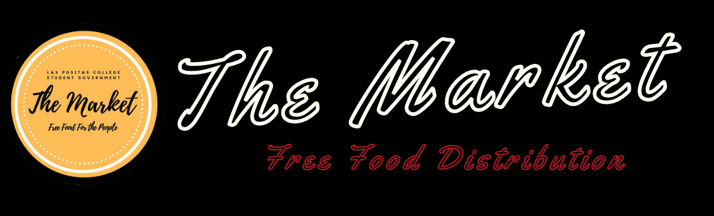 LAS POSITAS COLLEGE
STUDENT GOVERNMENT
The Market
Free Food For the People
The Market
Free Food Distribution